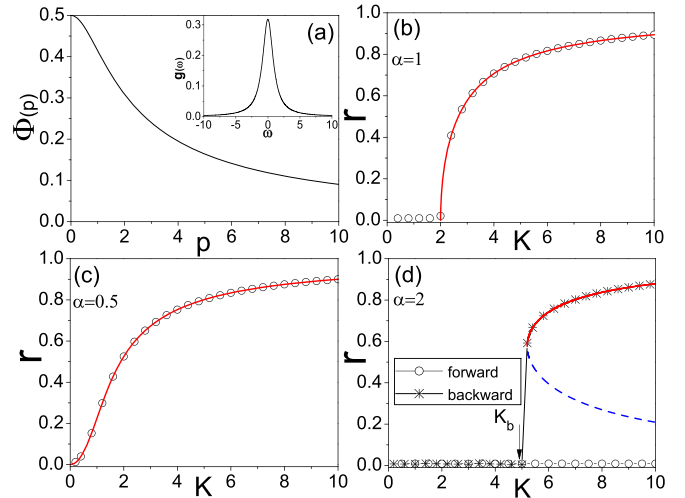 (a)
0.5
0.4
0.3
0.2
0.1
0.0
Φ(p)
0 2 4 6 8 10
p
0.3
0.2
0.1
0.0
g(ω)
-10 -5 0 5 10
ω
(b)
α=1
1.0
0.8
0.6
0.4
0.2
0.0
r
0 2 4 6 8 10
K
(c)
α=0.5
1.0
0.8
0.6
0.4
0.2
0.0
r
0 2 4 6 8 10
K
(d)
α=2
1.0
0.8
0.6
0.4
0.2
0.0
r
forward
backward
K_b
0 2 4 6 8 10
K